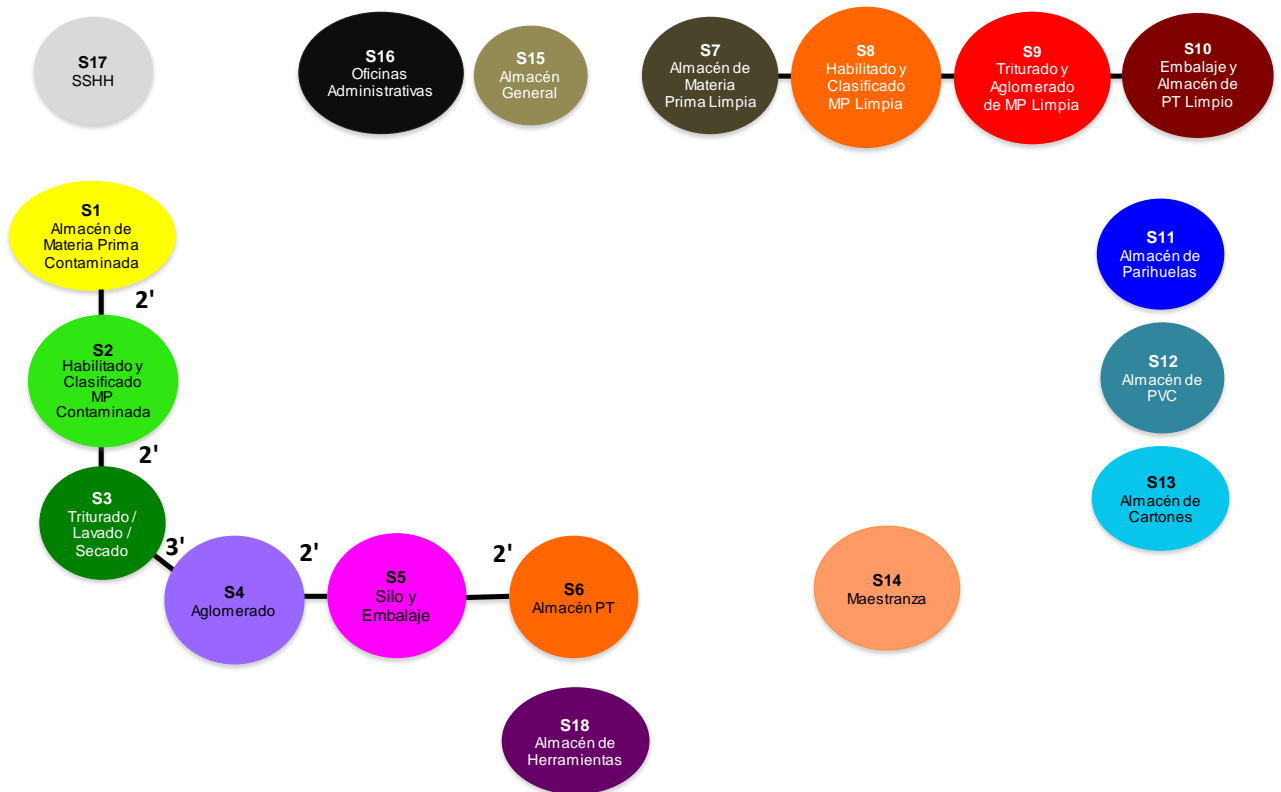 S17
SSHH
S16
Oficinas
Administrativas
S15
Almacén
General
S7
Almacén de
Materia
Prima Limpia
S8
Habilitado y
Clasificado
MP Limpia
S9
Triturado y
Aglomerado
de MP Limpia
S10
Embalaje y
Almacén de
PT Limpio
S1
Almacén de
Materia Prima
Contaminada
2'
S2
Habilitado y
Clasificado
MP
Contaminada
2'
S3
Triturado /
Lavado /
Secado
3'
S4
Aglomerado
2'
S5
Silo y
Embalaje
2'
S6
Almacén PT
S18
Almacén de
Herramientas
S14
Maestranza
S11
Almacén de
Parihuelas
S12
Almacén de
PVC
S13
Almacén de
Cartones